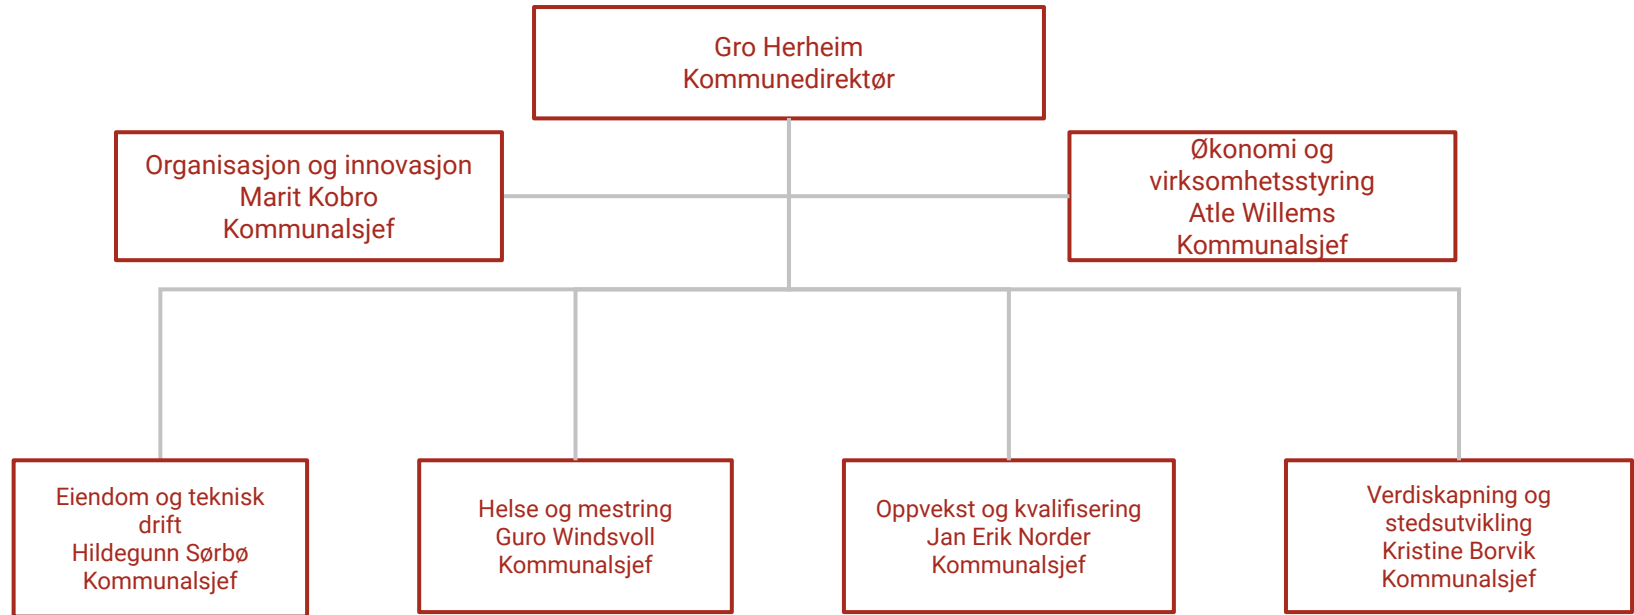 Gro Herheim
Kommunedirektør
Organisasjon og innovasjon
Marit Kobro
Kommunalsjef
Økonomi og
virksomhetsstyring
Atle Willems
Kommunalsjef
Eiendom og teknisk
drift
Hildegunn Sørbø
Kommunalsjef
Helse og mestring
Guro Windsvoll
Kommunalsjef
Oppvekst og kvalifisering
Jan Erik Norder
Kommunalsjef
Verdiskapning og
stedsutvikling
Kristine Borvik
Kommunalsjef